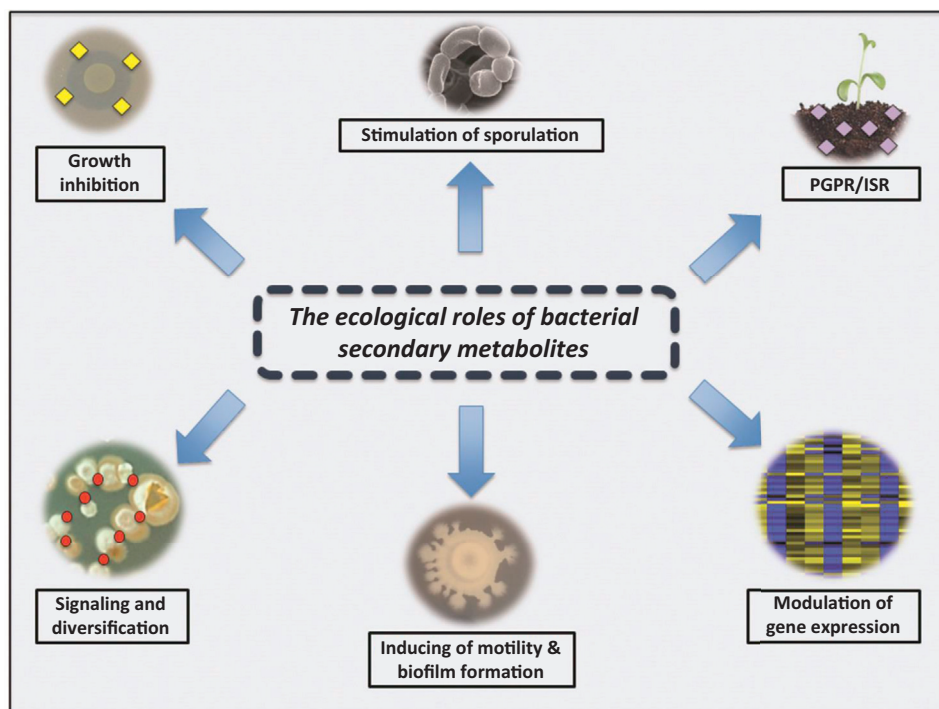 Growth
inhibition
Stimulation of sporulation
PGPR/ISR
The ecological roles of bacterial
secondary metabolites
Signaling and
diversification
Inducing of motility &
biofilm formation
Modulation of
gene expression